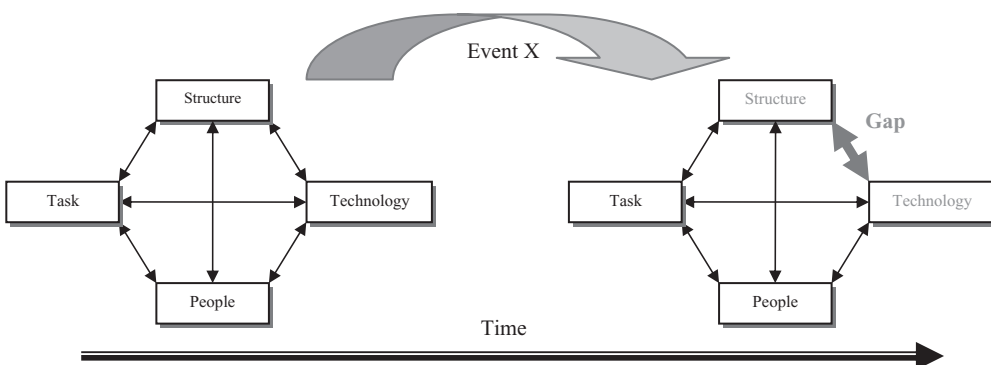 Event X
Structure
Structure
Gap
Task
Technology
Task
Technology
People
People
Time